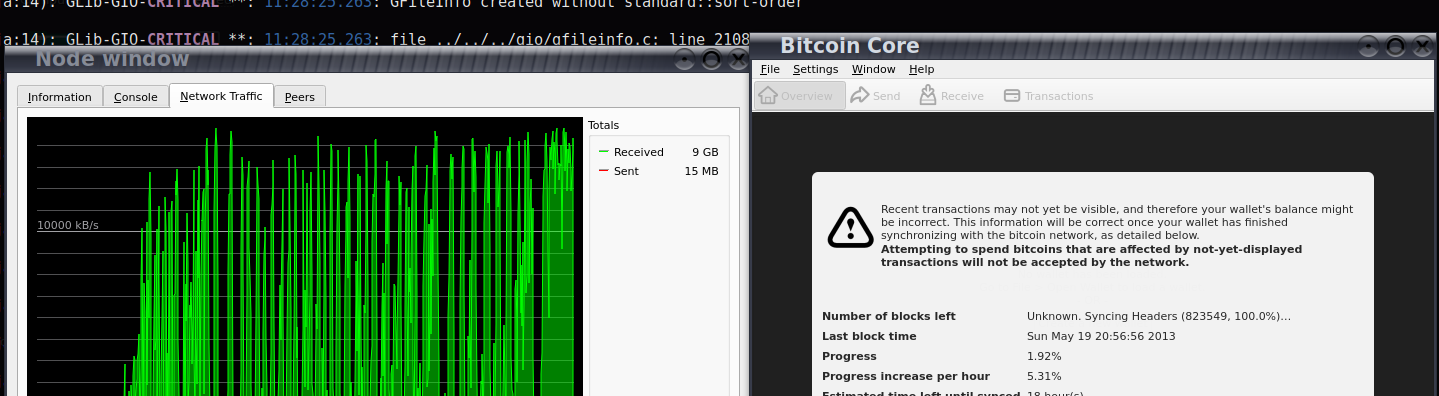 a:14): GLib-GIO-CRITICAL **: 11:28:25.263: GFileInfo created without standard::sort-order
a:14): GLib-GIO-CRITICAL **: 11:28:25.263: file ../../../gio/gfileinfo.c: line 2108
Node window
Information
Console
Network Traffic
Peers
10000 kB/s
Totals
Received 9 GB
Sent 15 MB
Bitcoin Core
File Settings Window Help
Overview Send Receive Transactions
Recent transactions may not yet be visible, and therefore your wallet's balance might
be incorrect. This information will be correct once your wallet has finished
synchronizing with the bitcoin network, as detailed below.
Attempting to spend bitcoins that are affected by not-yet-displayed
transactions will not be accepted by the network.
Number of blocks left Unknown. Syncing Headers (823549, 100.0%)...
Last block time Sun May 19 20:56:56 2013
Progress 1.92%
Progress increase per hour 5.31%
Estimated time left until synced 18 hour(s)